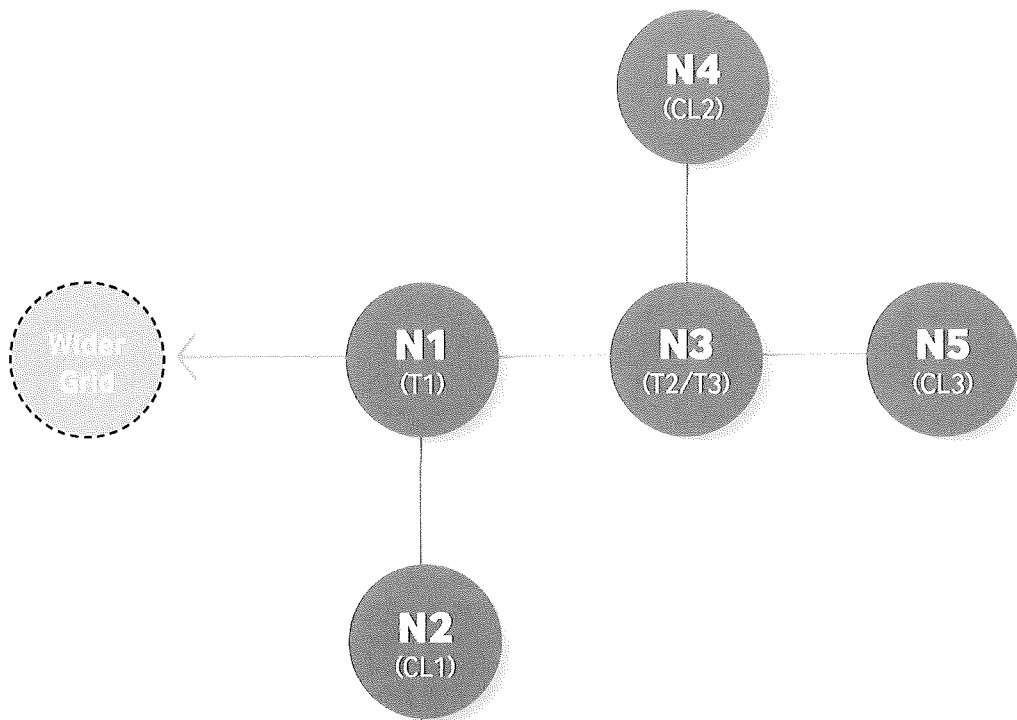 N4
(CL2)
Wider
Grid
N1
(T1)
N3
(T2/T3)
N5
(CL3)
N2
(CL1)